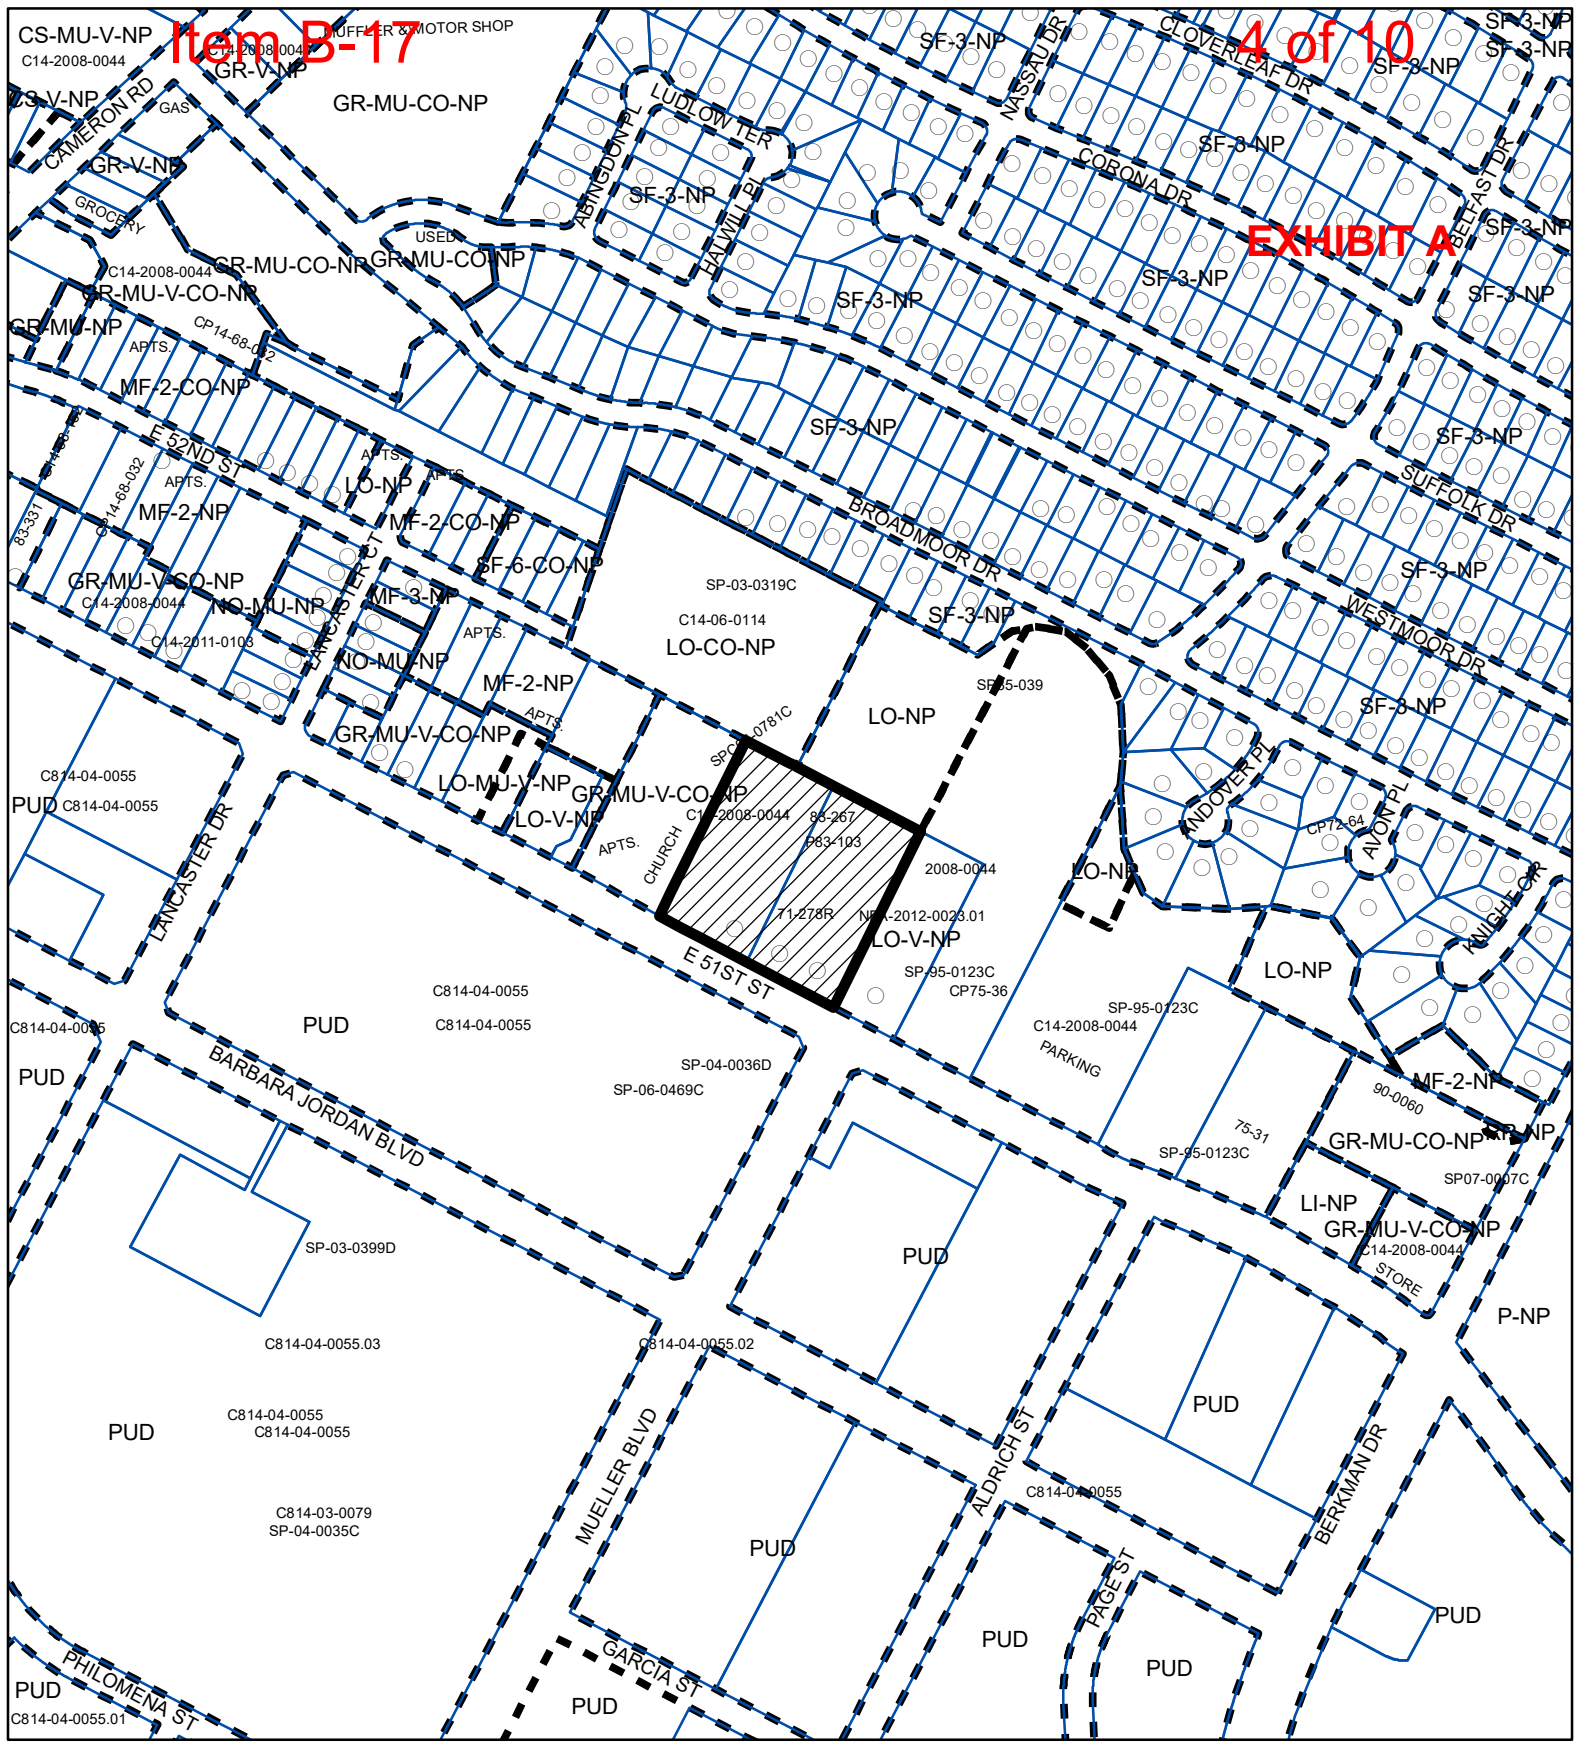 Item B-17
4 of 10
EXHIBIT A
CS-MU-V-NP
C14-2008-0044
MUFFLER & MOTOR SHOP
GR-V-NP
GR-MU-CO-NP
SF-3-NP
NASSAU DR
CLOVERLEAF DR
SF-3-NP
SF-3-NP
CS-V-NP
CAMERON RD
GAS
GR-V-NP
GROCERY
ABINGDON PL
LUDLOW TER
SF-3-NP
HALWILL PL
SF-3-NP
CORONA DR
BELFAST DR
SF-3-NP
SF-3-NP
SF-3-NP
SF-3-NP
USED
C14-2008-0044
GR-MU-CO-NP
GR-MU-CO-NP
GR-MU-V-CO-NP
GR-MU-NP
CP14-68-032
APTS.
MF-2-CO-NP
SF-3-NP
SF-3-NP
E 52ND ST
APTS.
APTS.
APTS.
LO-NP
CP14-68-032
MF-2-NP
83-331
MF-2-CO-NP
SF-6-CO-NP
BROADMOOR DR
SUFFOLK DR
SF-3-NP
GR-MU-V-CO-NP
C14-2008-0044
NO-MU-NP
C14-2011-0103
LANCASTER CT
MF-3-NP
APTS.
NO-MU-NP
MF-2-NP
APTS.
SP-03-0319C
C14-06-0114
LO-CO-NP
SF-3-NP
WESTMOOR DR
SF-3-NP
SP85-039
LO-NP
GR-MU-V-CO-NP
LO-MU-V-NP
LO-V-NP
GR-MU-V-CO-NP
APTS.
CHURCH
83-267
P83-103
71-278R
2008-0044
NPA-2012-0023.01
LO-V-NP
SP-95-0123C
CP75-36
LO-NP
ANDOVER PL
CP72-64
AVON PL
KNIGHT CIR
LO-NP
C814-04-0055
PUD
C814-04-0055
LANCASTER DR
E 51ST ST
C814-04-0055
C814-04-0055
PUD
C814-04-0055
PUD
SP-04-0036D
SP-06-0469C
SP-95-0123C
C14-2008-0044
PARKING
75-31
SP-95-0123C
MF-2-NP
90-0060
GR-MU-CO-NP
RR-NP
SP07-0007C
LI-NP
GR-MU-V-CO-NP
C14-2008-0044
STORE
P-NP
BARBARA JORDAN BLVD
SP-03-0399D
PUD
C814-04-0055.03
C814-04-0055.02
C814-04-0055
C814-04-0055
PUD
PUD
C814-03-0079
SP-04-0035C
MUELLER BLVD
ALDRICH ST
C814-04-0055
BERKMAN DR
PUD
PAGE ST
PUD
PUD
PUD
GARCIA ST
PUD
PHILOMENA ST
PUD
C814-04-0055.01